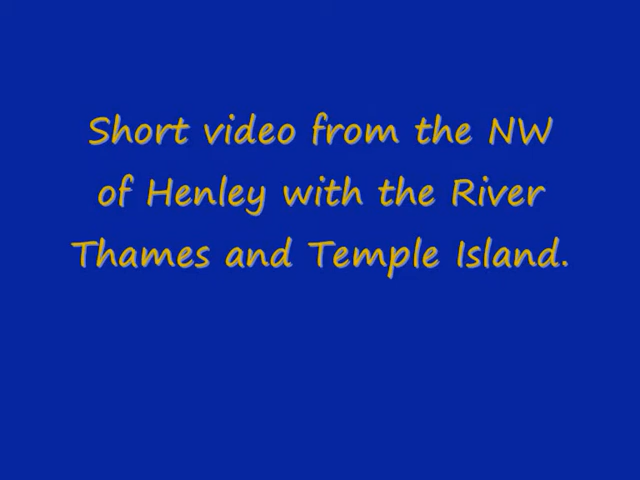 Short video from the NW
of Henley with the River
Thames and Temple Island.